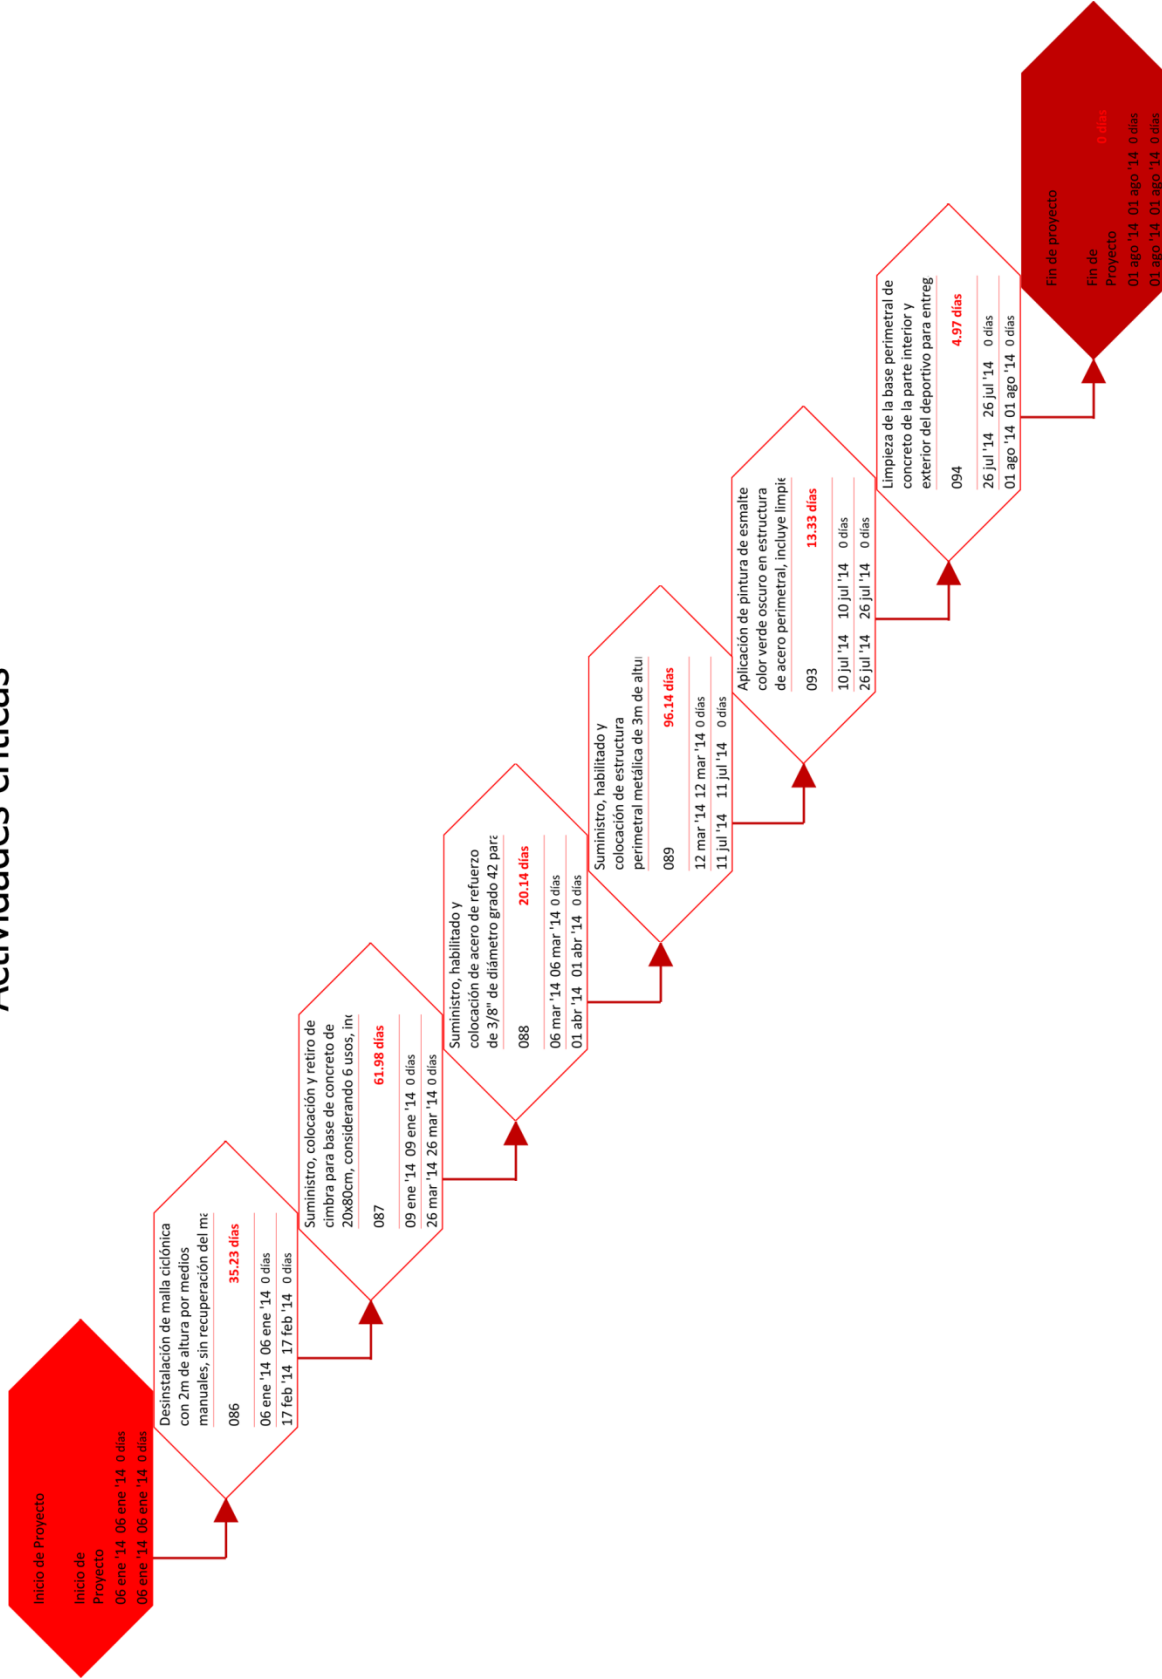 Actividades críticas
Inicio de Proyecto
Inicio de
Proyecto
06 ene '14 06 ene '14 0 días
06 ene '14 06 ene '14 0 días
Desinstalación de malla ciclónica
con 2m de altura por medios
manuales, sin recuperación del ma
086 35.23 días
06 ene '14 06 ene '14 0 días
17 feb '14 17 feb '14 0 días
Suministro, colocación y retiro de
cimbra para base de concreto de
20x80cm, considerando 6 usos, inc
087 61.98 días
09 ene '14 09 ene '14 0 días
26 mar '14 26 mar '14 0 días
Suministro, habilitado y
colocación de acero de refuerzo
de 3/8" de diámetro grado 42 para
088 20.14 días
06 mar '14 06 mar '14 0 días
01 abr '14 01 abr '14 0 días
Suministro, habilitado y
colocación de estructura
perimetral metálica de 3m de altu
089 96.14 días
12 mar '14 12 mar '14 0 días
11 jul '14 11 jul '14 0 días
Aplicación de pintura de esmalte
color verde oscuro en estructura
de acero perimetral, incluye limpie
093 13.33 días
10 jul '14 10 jul '14 0 días
26 jul '14 26 jul '14 0 días
Limpieza de la base perimetral de
concreto de la parte interior y
exterior del deportivo para entreg
094 4.97 días
26 jul '14 26 jul '14 0 días
01 ago '14 01 ago '14 0 días
Fin de proyecto
Fin de 0 días
Proyecto
01 ago '14 01 ago '14 0 días
01 ago '14 01 ago '14 0 días